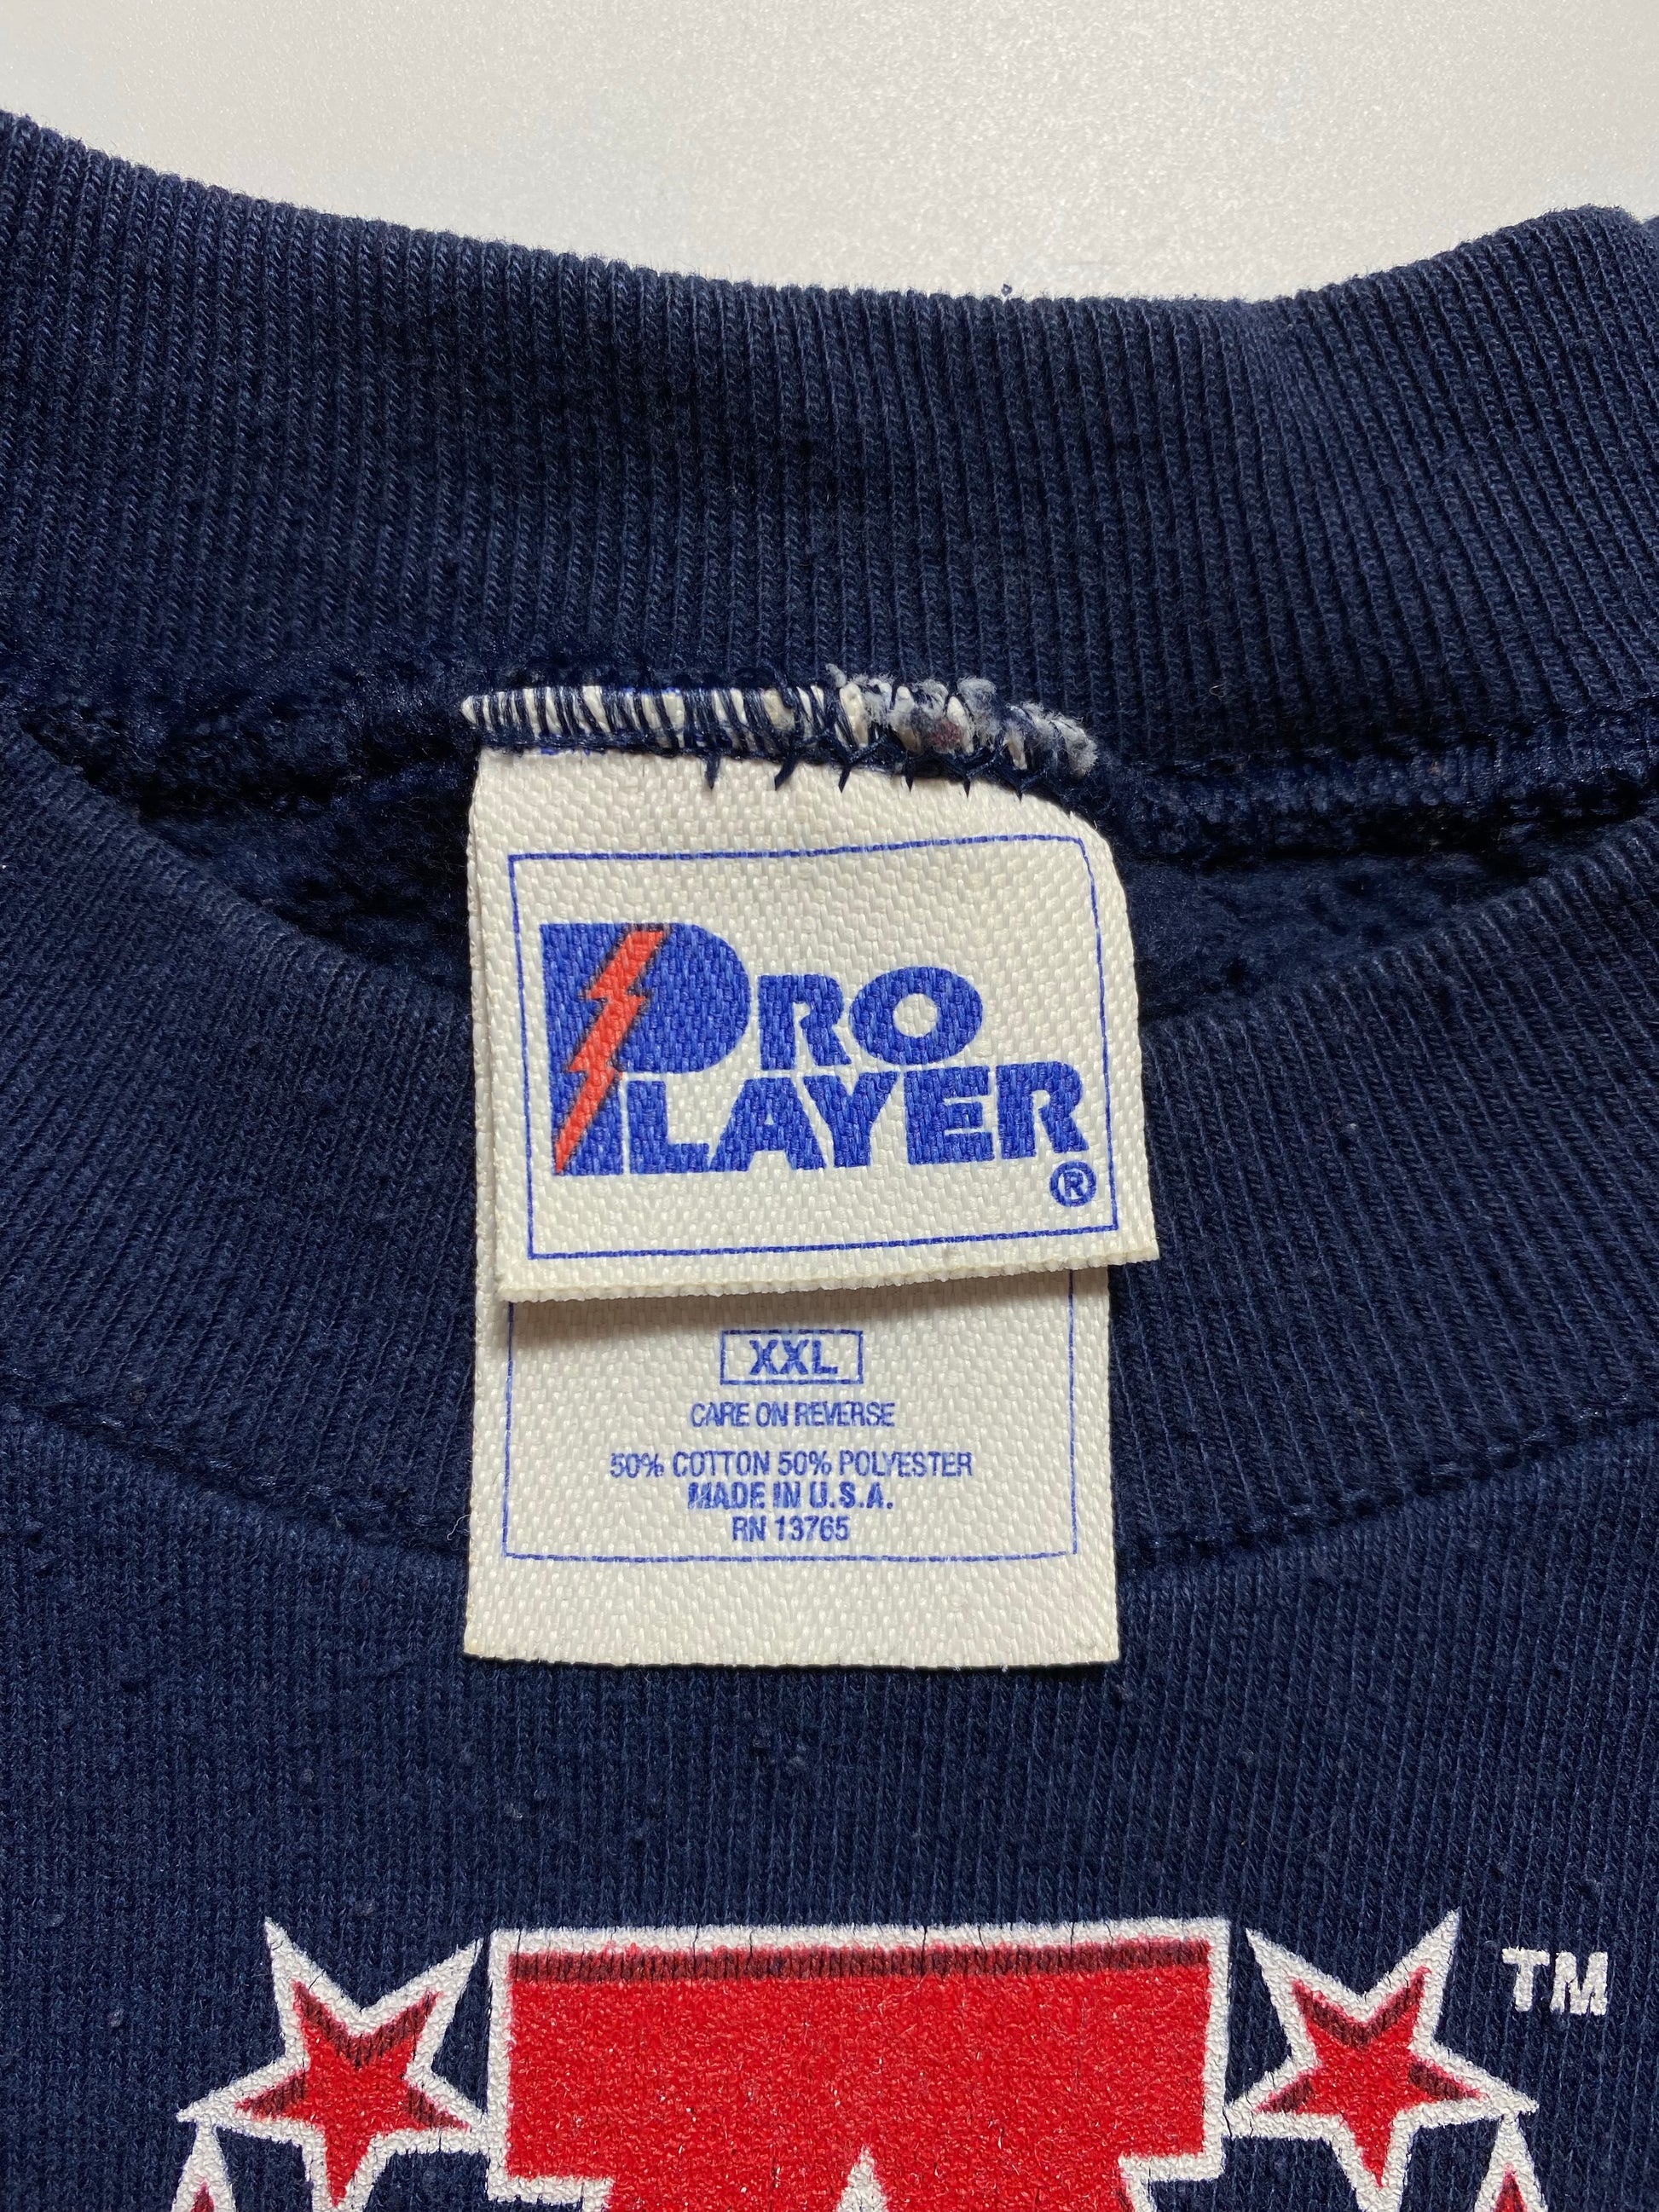 PRO
PLAYER®
XXL
CARE ON REVERSE
50% COTTON 50% POLYESTER
MADE IN U.S.A.
RN 13765
TM